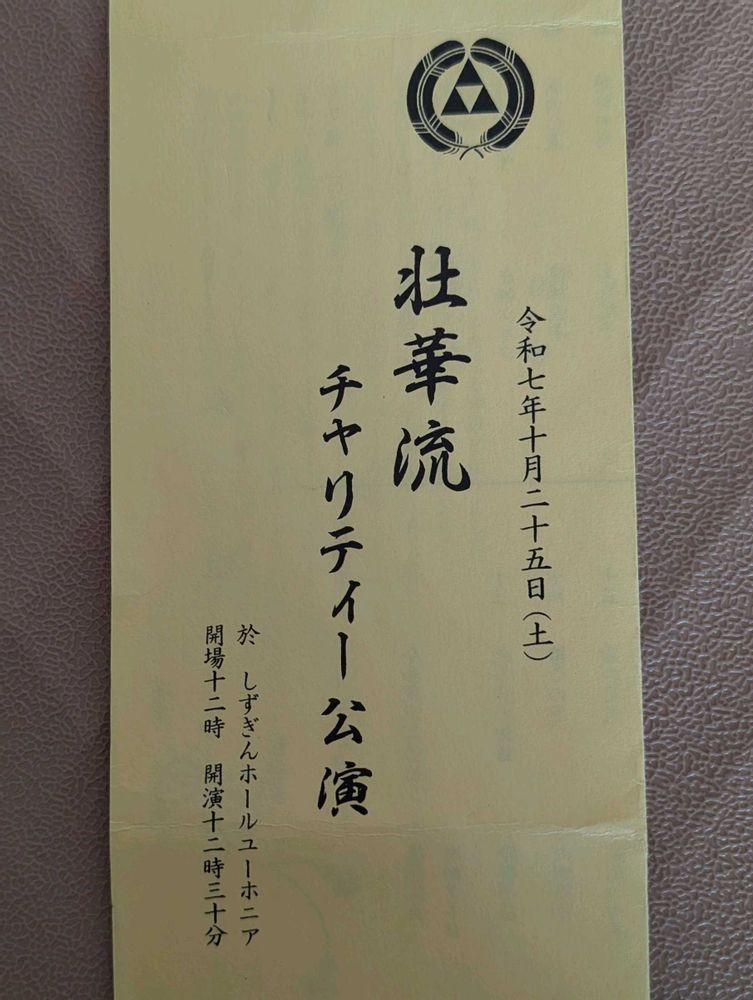 令和七年十月二十五日（土）
壮華流
チャリティー公演
於　しずぎんホールユーホニア
開場十二時　開演十二時三十分